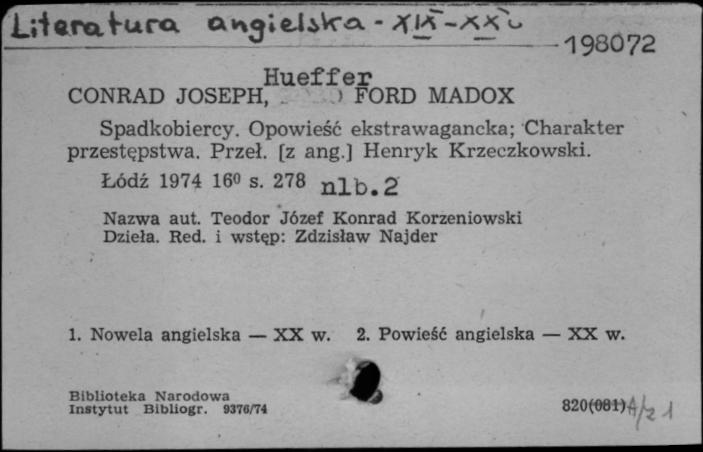 Literatura angielska - XIX-XX w
198072
Hueffer
CONRAD JOSEPH, FORD MADOX
Spadkobiercy. Opowieść ekstrawagancka; Charakter
przestępstwa. Przeł. [z ang.] Henryk Krzeczkowski.
Łódź 1974 16⁰ s. 278 nlb.2
Nazwa aut. Teodor Józef Konrad Korzeniowski
Dzieła. Red. i wstęp: Zdzisław Najder
1. Nowela angielska — XX w. 2. Powieść angielska — XX w.
Biblioteka Narodowa
Instytut Bibliogr. 9376/74
820(081)A/z 1